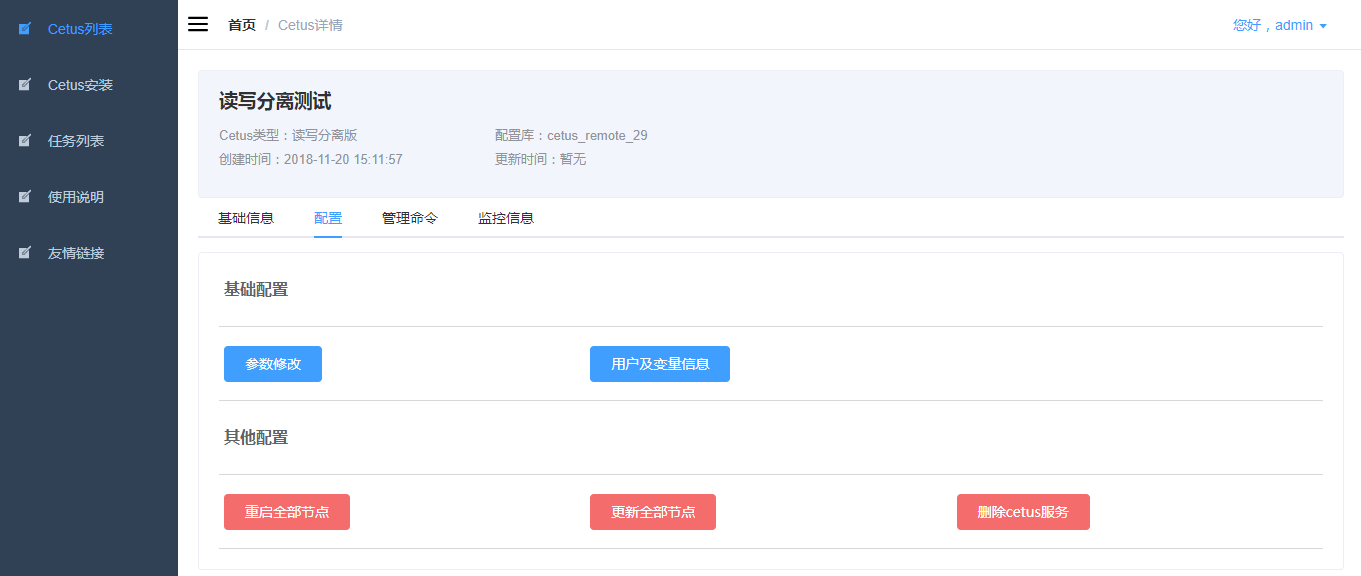 Cetus列表
Cetus安装
任务列表
使用说明
友情链接
首页 / Cetus详情
您好，admin
读写分离测试
Cetus类型：读写分离版 配置库：cetus_remote_29
创建时间：2018-11-20 15:11:57 更新时间：暂无
基础信息 配置 管理命令 监控信息
基础配置
参数修改 用户及变量信息
其他配置
重启全部节点 更新全部节点 删除cetus服务